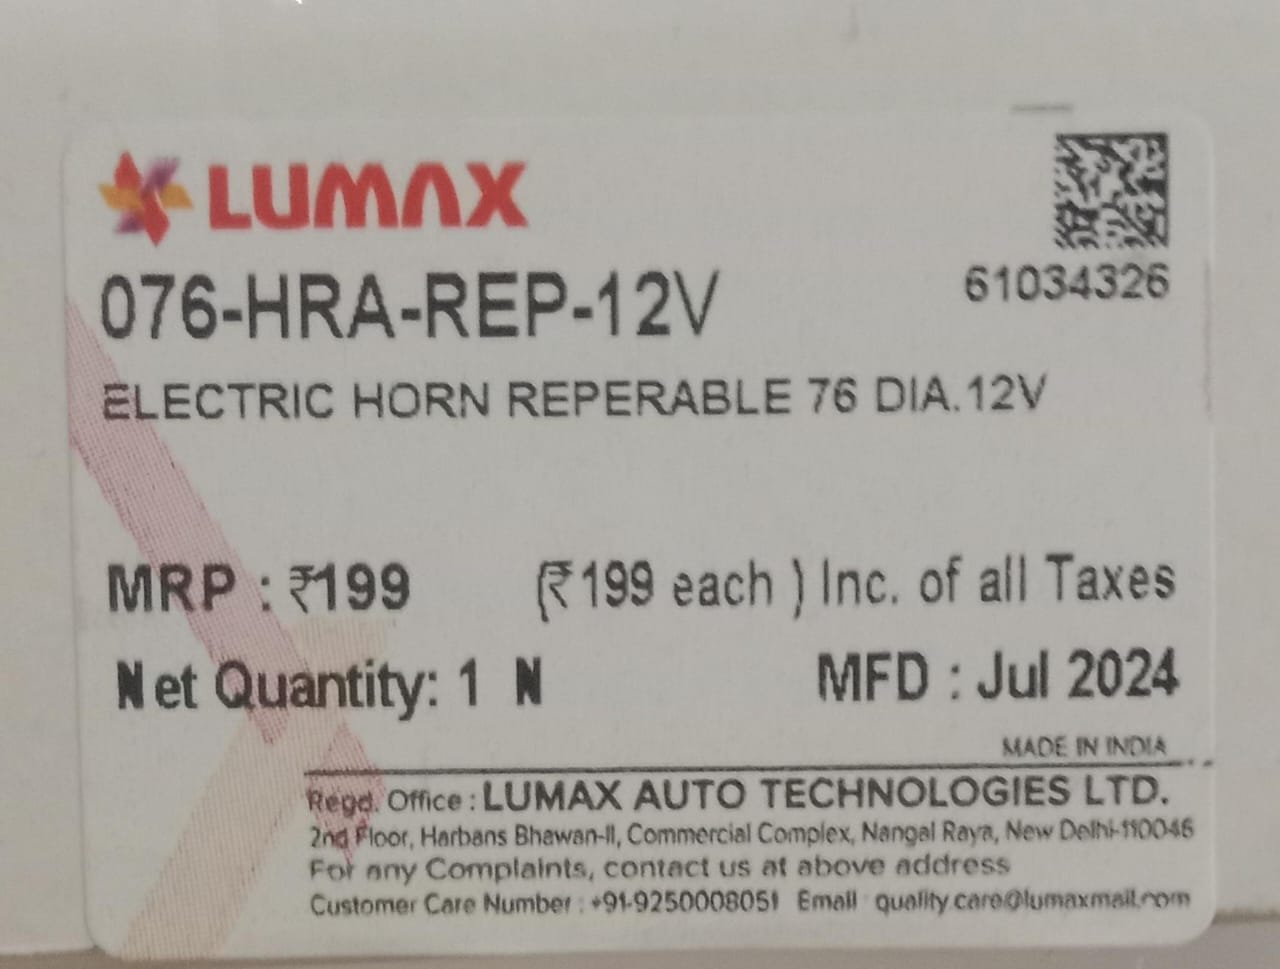 LUMAX
61034326
076-HRA-REP-12V
ELECTRIC HORN REPERABLE 76 DIA.12V
MRP : ₹199 (₹199 each ) Inc. of all Taxes
Net Quantity: 1 N MFD : Jul 2024
MADE IN INDIA
Regd. Office : LUMAX AUTO TECHNOLOGIES LTD.
2nd Floor, Harbans Bhawan-II, Commercial Complex, Nangal Raya, New Delhi-110046
For any Complaints, contact us at above address
Customer Care Number : +91-9250008051 Email : quality.care@lumaxmail.com